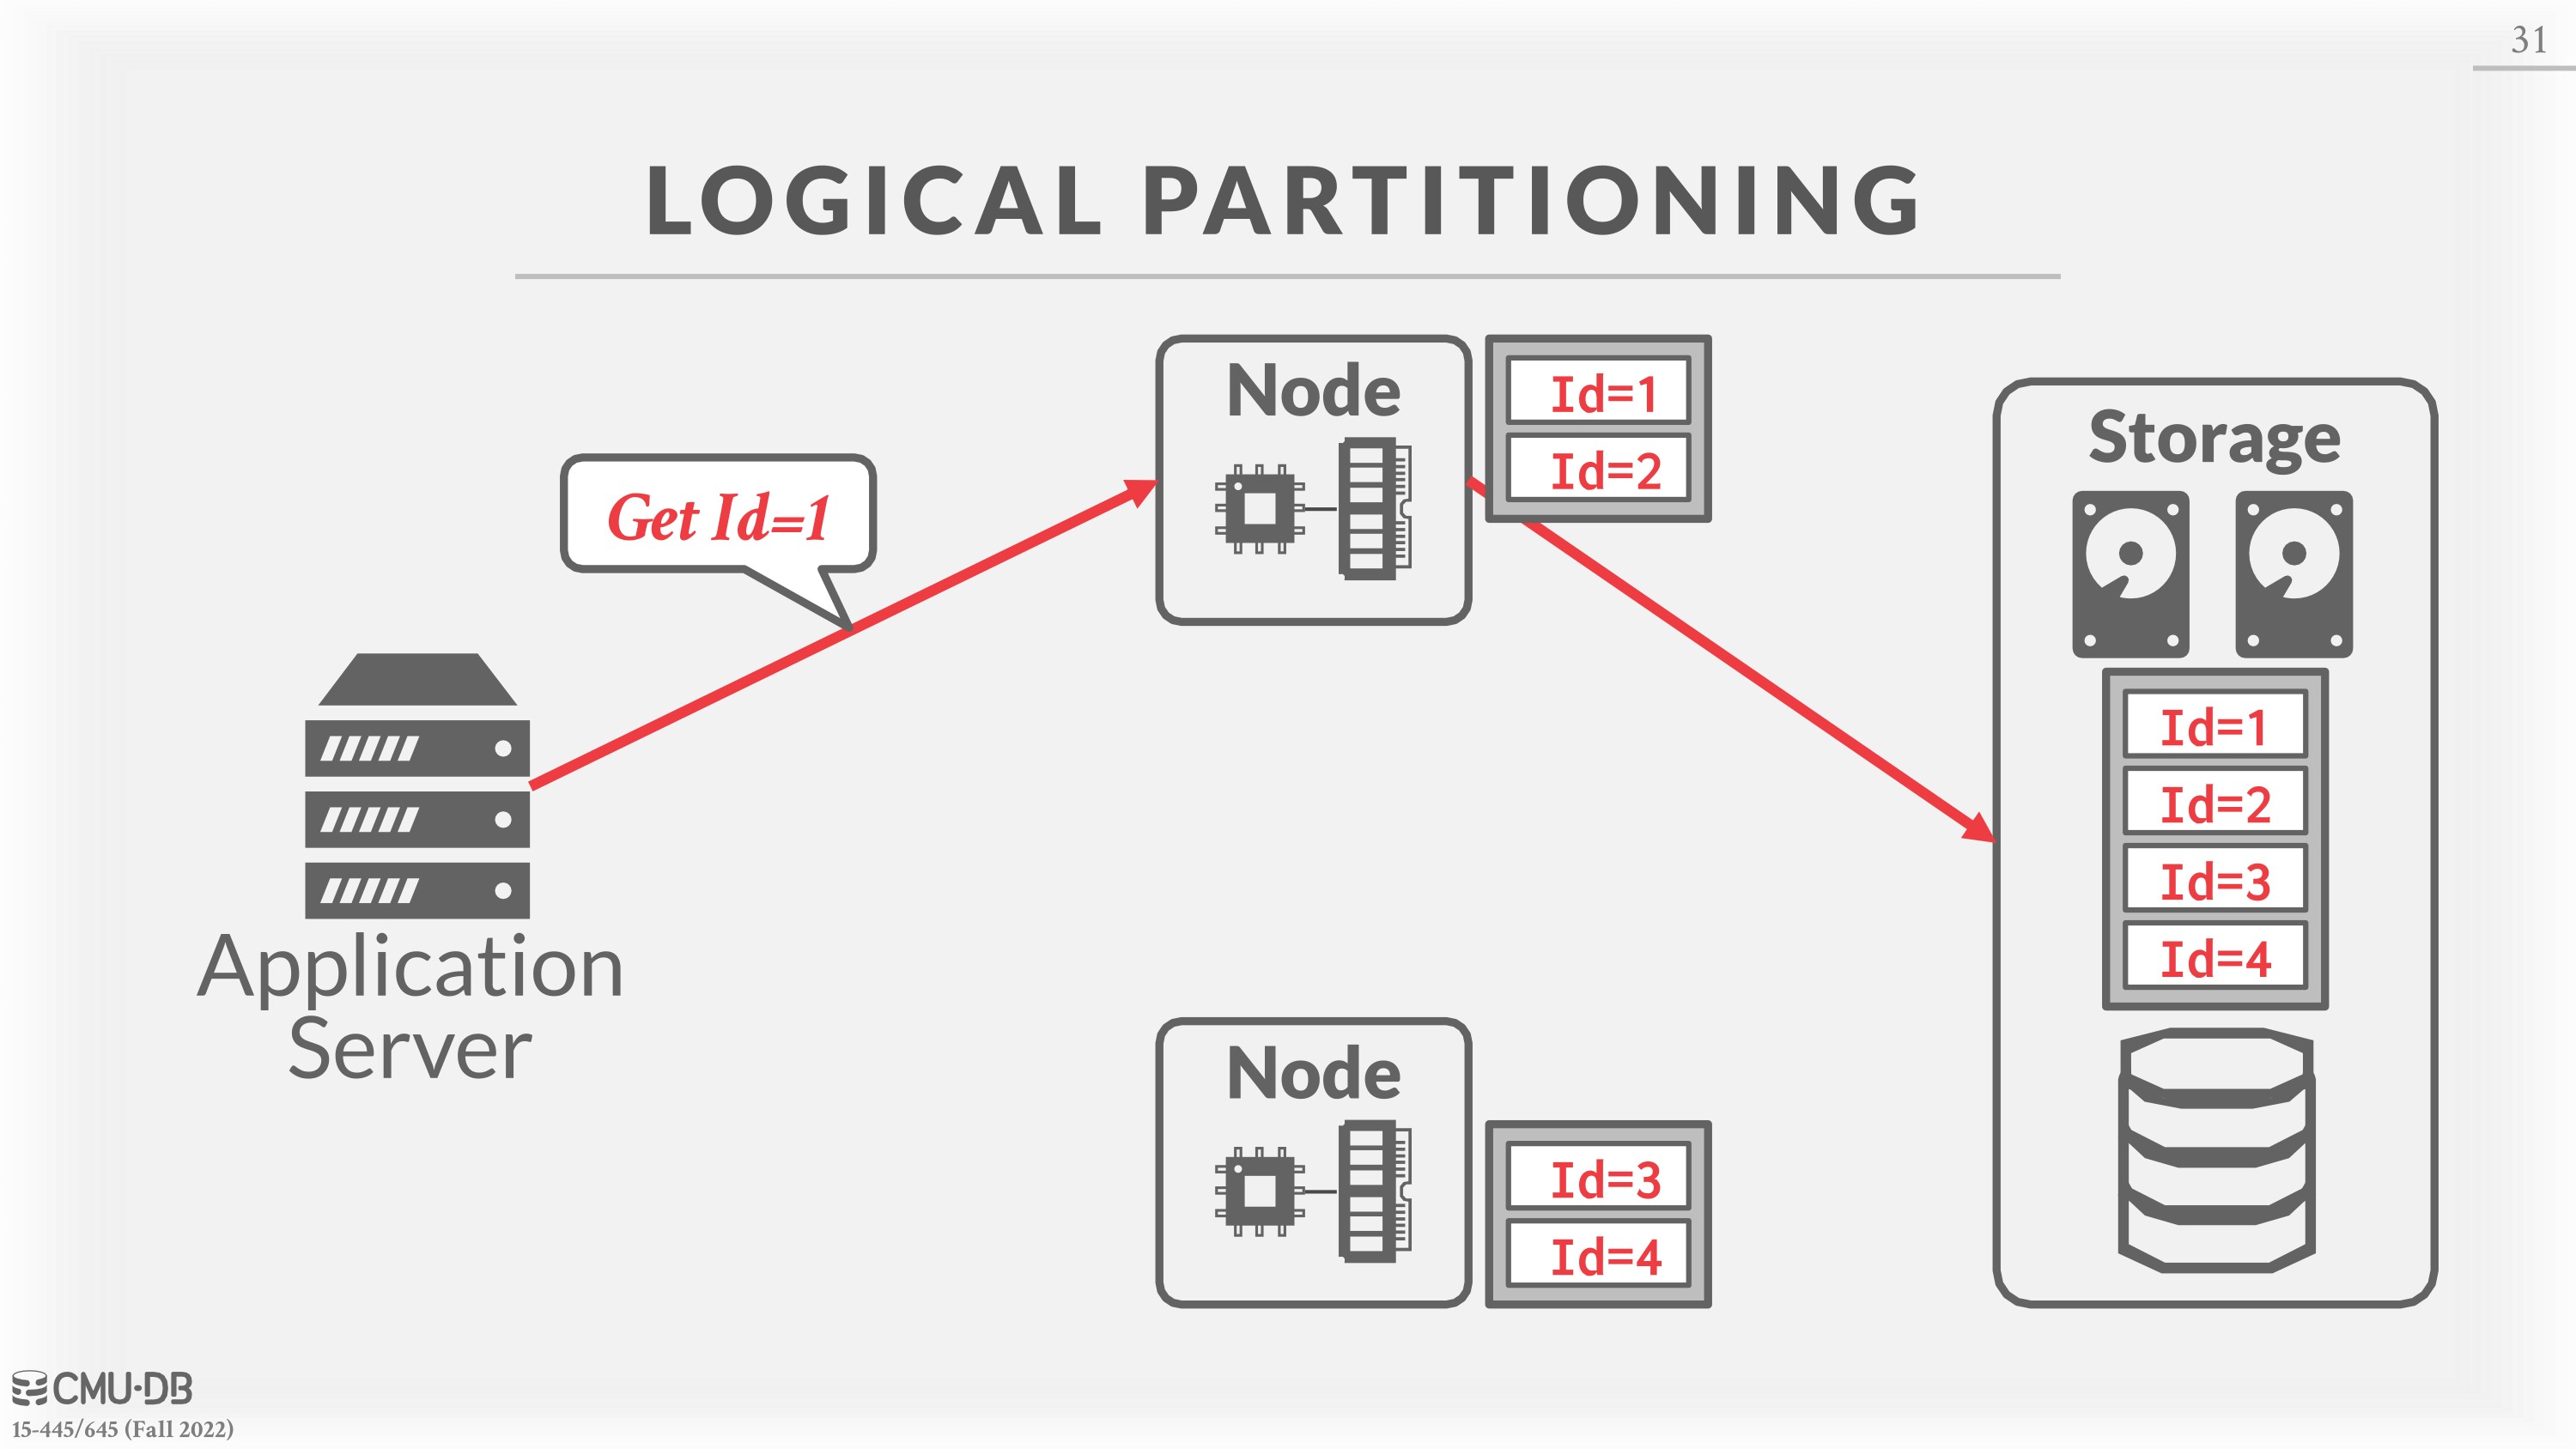 31
LOGICAL PARTITIONING
Node
Id=1
Id=2
Get Id=1
Application
Server
Node
Id=3
Id=4
Storage
Id=1
Id=2
Id=3
Id=4
CMU·DB
15-445/645 (Fall 2022)